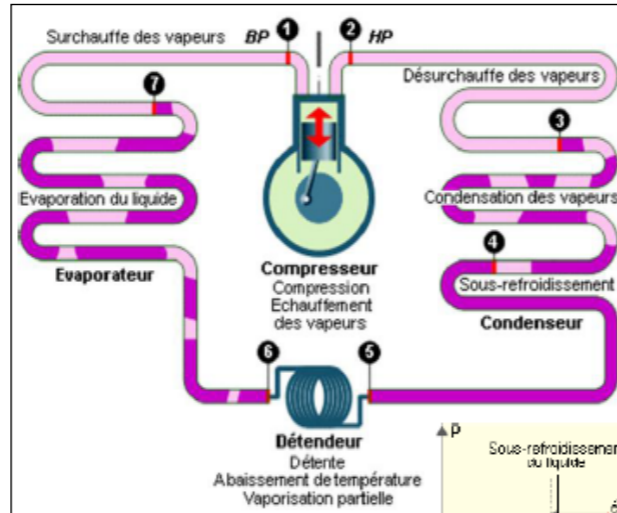 Surchauffe des vapeurs BP 1 2 HP
Désurchauffe des vapeurs
7
3
Evaporation du liquide
Condensation des vapeurs
4
Evaporateur
Compresseur
Compression
Echauffement
des vapeurs
Sous-refroidissement
Condenseur
6 5
Détendeur
Détente
Abaissement de température
Vaporisation partielle
P
Sous-refroidissement
du liquide